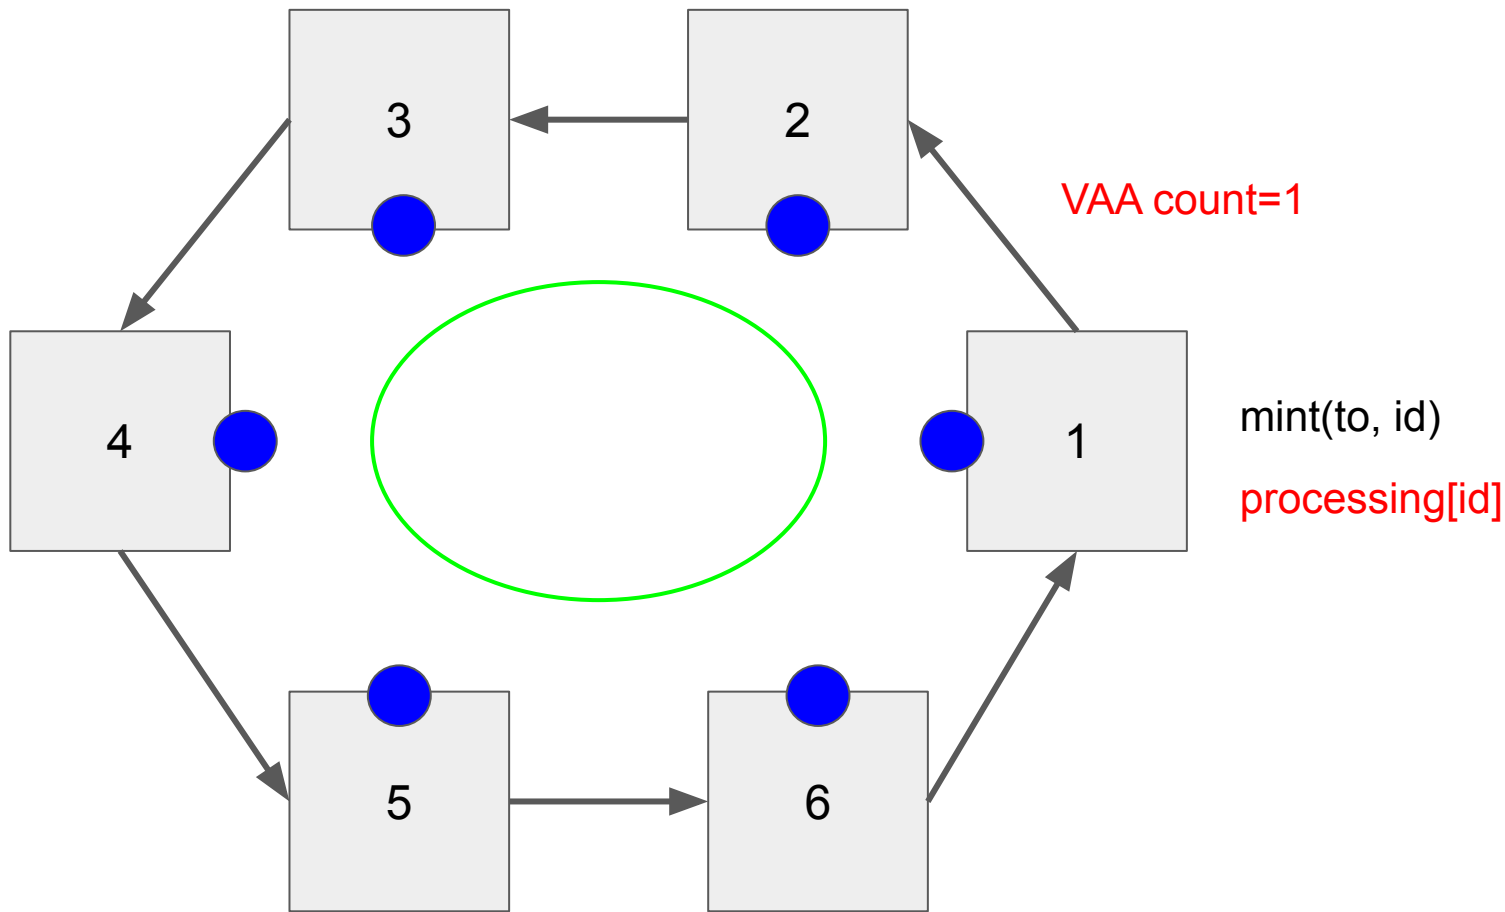 3
2
VAA count=1
4
1
mint(to, id)
processing[id]
5
6